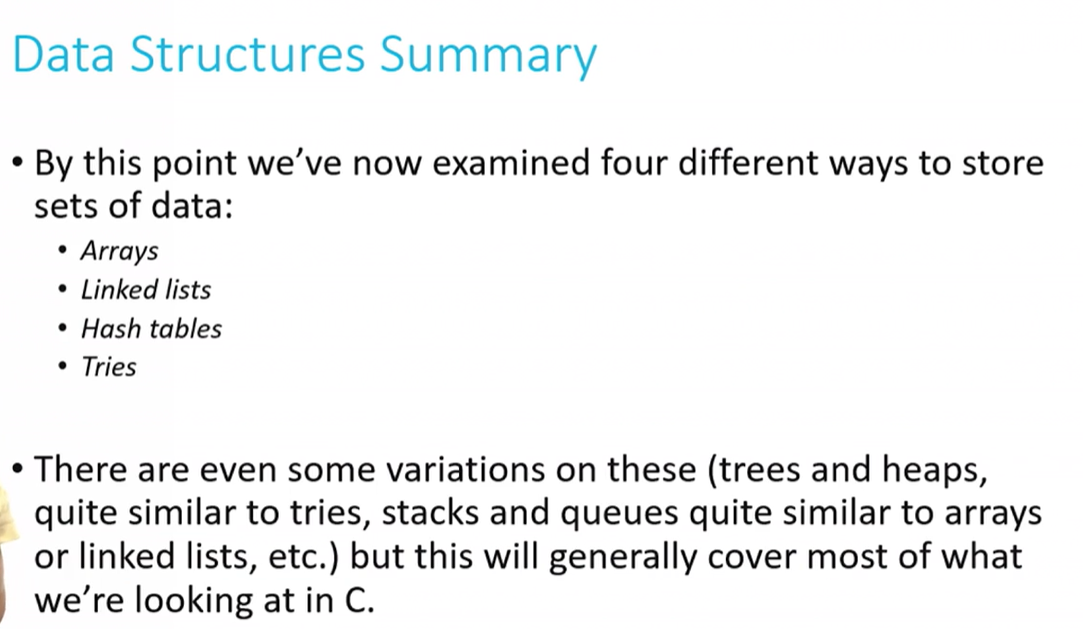 Data Structures Summary
• By this point we’ve now examined four different ways to store
sets of data:
• Arrays
• Linked lists
• Hash tables
• Tries
• There are even some variations on these (trees and heaps,
quite similar to tries, stacks and queues quite similar to arrays
or linked lists, etc.) but this will generally cover most of what
we’re looking at in C.